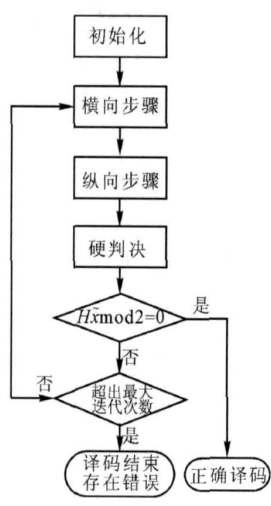 初始化
横向步骤
纵向步骤
硬判决
Hx̃mod2=0
是
否
否
超出最大
迭代次数
是
译码结束
存在错误
正确译码